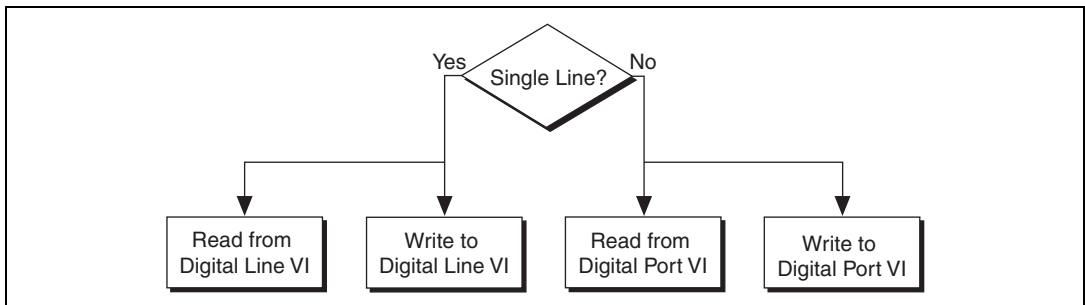 Yes
No
Single Line?
Read from
Digital Line VI
Write to
Digital Line VI
Read from
Digital Port VI
Write to
Digital Port VI